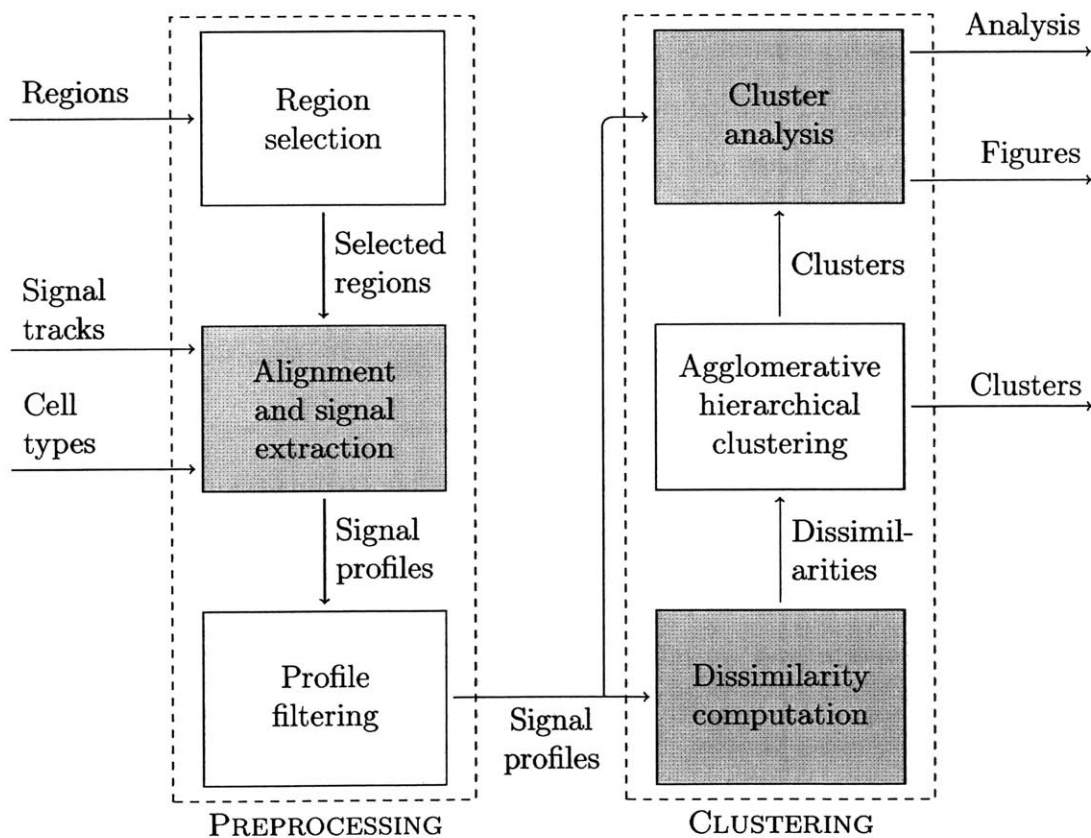 Regions
Region
selection
Selected
regions
Signal
tracks
Cell
types
Alignment
and signal
extraction
Signal
profiles
Profile
filtering
PREPROCESSING
Signal
profiles
Dissimilarity
computation
Dissimil-
arities
Agglomerative
hierarchical
clustering
Clusters
Clusters
Cluster
analysis
Analysis
Figures
CLUSTERING